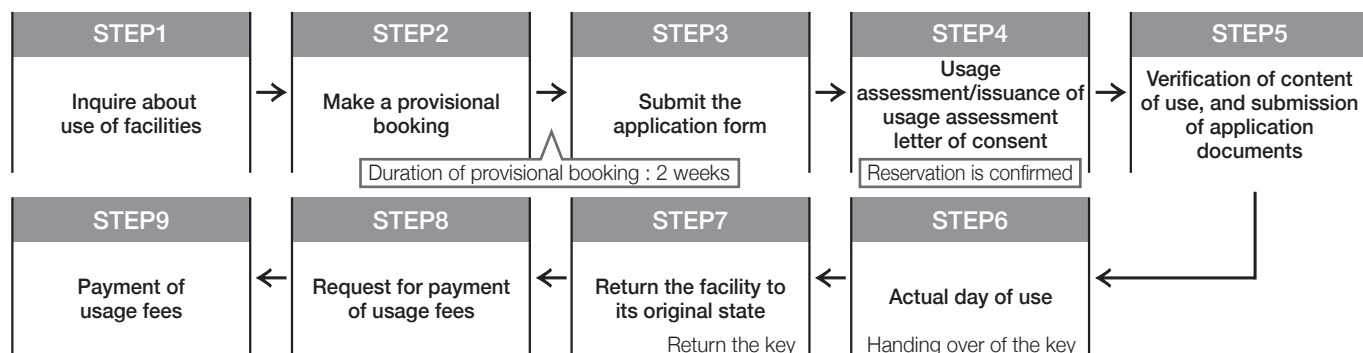 STEP1
Inquire about
use of facilities
STEP2
Make a provisional
booking
Duration of provisional booking : 2 weeks
STEP3
Submit the
application form
STEP4
Usage
assessment/issuance of
usage assessment
letter of consent
Reservation is confirmed
STEP5
Verification of content
of use, and submission
of application
documents
STEP6
Actual day of use
Handing over of the key
STEP7
Return the facility to
its original state
Return the key
STEP8
Request for payment
of usage fees
STEP9
Payment of
usage fees